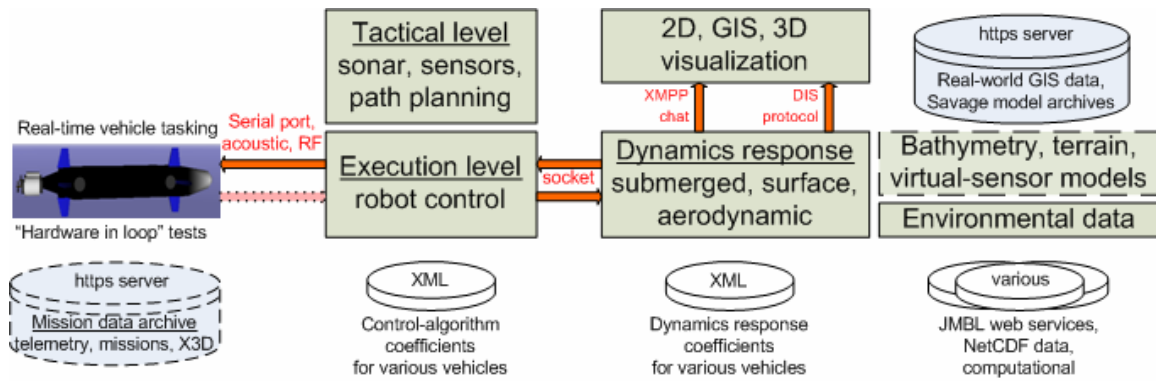 Tactical level
sonar, sensors,
path planning
2D, GIS, 3D
visualization
https server
Real-world GIS data,
Savage model archives
XMPP
chat
DIS
protocol
Real-time vehicle tasking
Serial port,
acoustic, RF
Execution level
robot control
socket
Dynamics response
submerged, surface,
aerodynamic
Bathymetry, terrain,
virtual-sensor models
Environmental data
"Hardware in loop" tests
https server
Mission data archive
telemetry, missions, X3D
XML
Control-algorithm
coefficients
for various vehicles
XML
Dynamics response
coefficients
for various vehicles
various
JMBL web services,
NetCDF data,
computational